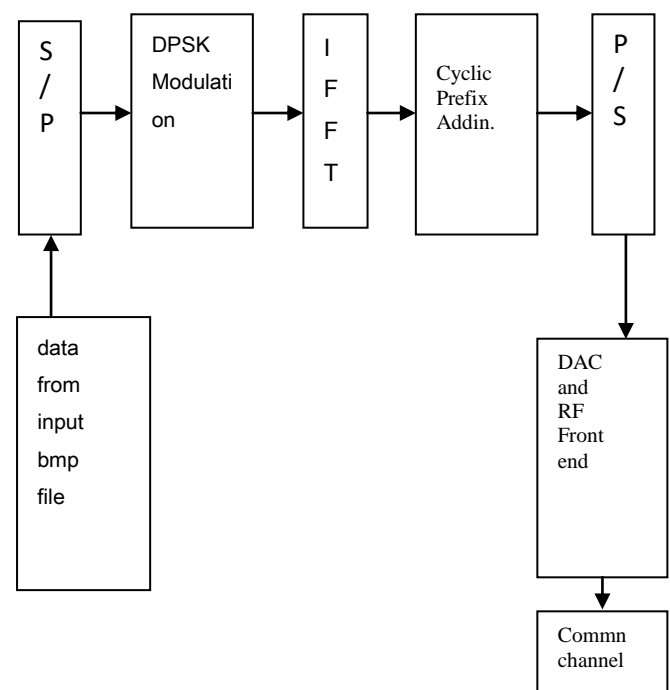 S
/
P
DPSK
Modulati
on
I
F
F
T
Cyclic
Prefix
Addin.
P
/
S
data
from
input
bmp
file
DAC
and
RF
Front
end
Commn
channel